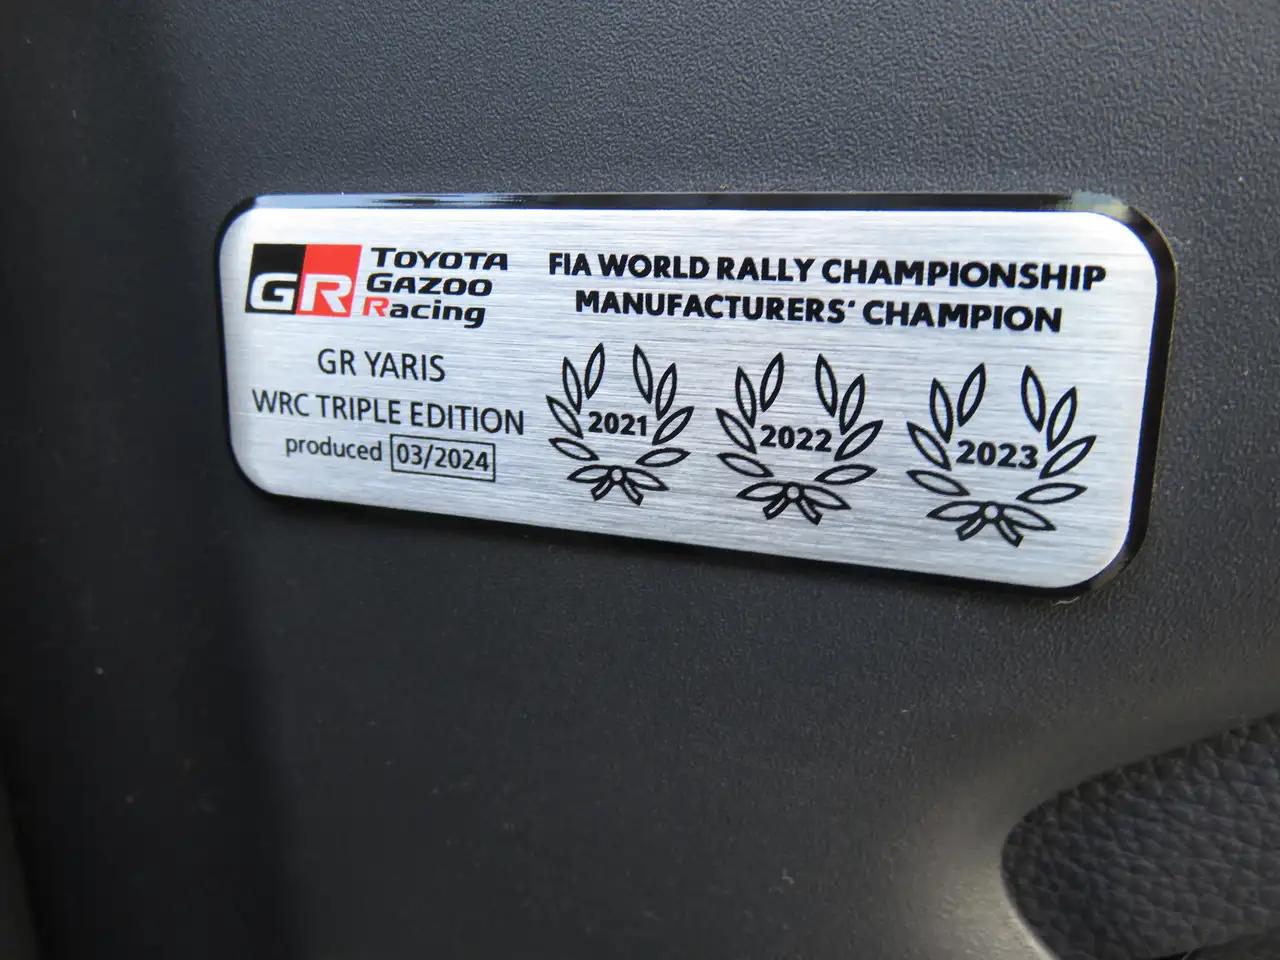 GR TOYOTA
GAZOO
Racing
GR YARIS
WRC TRIPLE EDITION
produced 03/2024
FIA WORLD RALLY CHAMPIONSHIP
MANUFACTURERS' CHAMPION
2021 2022 2023